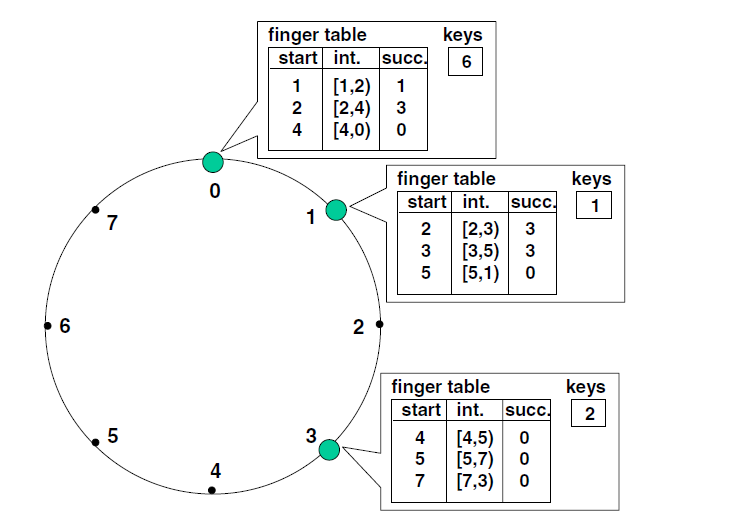 finger table keys
start int. succ. 6
1 [1,2) 1
2 [2,4) 3
4 [4,0) 0
finger table keys
start int. succ. 1
2 [2,3) 3
3 [3,5) 3
5 [5,1) 0
finger table keys
start int. succ. 2
4 [4,5) 0
5 [5,7) 0
7 [7,3) 0
0
1
2
3
4
5
6
7